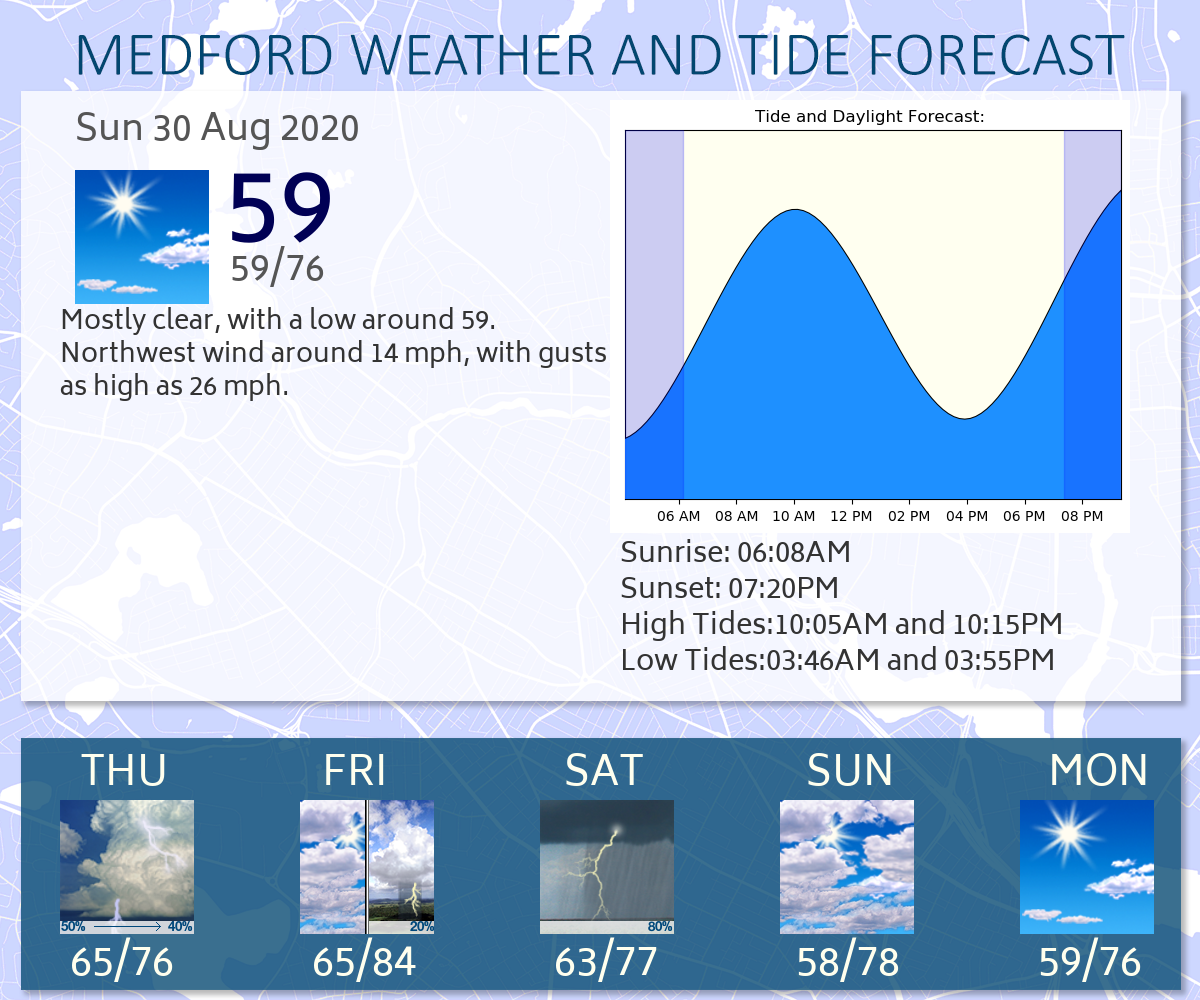 MEDFORD WEATHER AND TIDE FORECAST
Sun 30 Aug 2020
59
59/76
Mostly clear, with a low around 59.
Northwest wind around 14 mph, with gusts
as high as 26 mph.
Tide and Daylight Forecast:
06 AM 08 AM 10 AM 12 PM 02 PM 04 PM 06 PM 08 PM
Sunrise: 06:08AM
Sunset: 07:20PM
High Tides:10:05AM and 10:15PM
Low Tides:03:46AM and 03:55PM
THU FRI SAT SUN MON
50% 40% 20% 80%
65/76 65/84 63/77 58/78 59/76